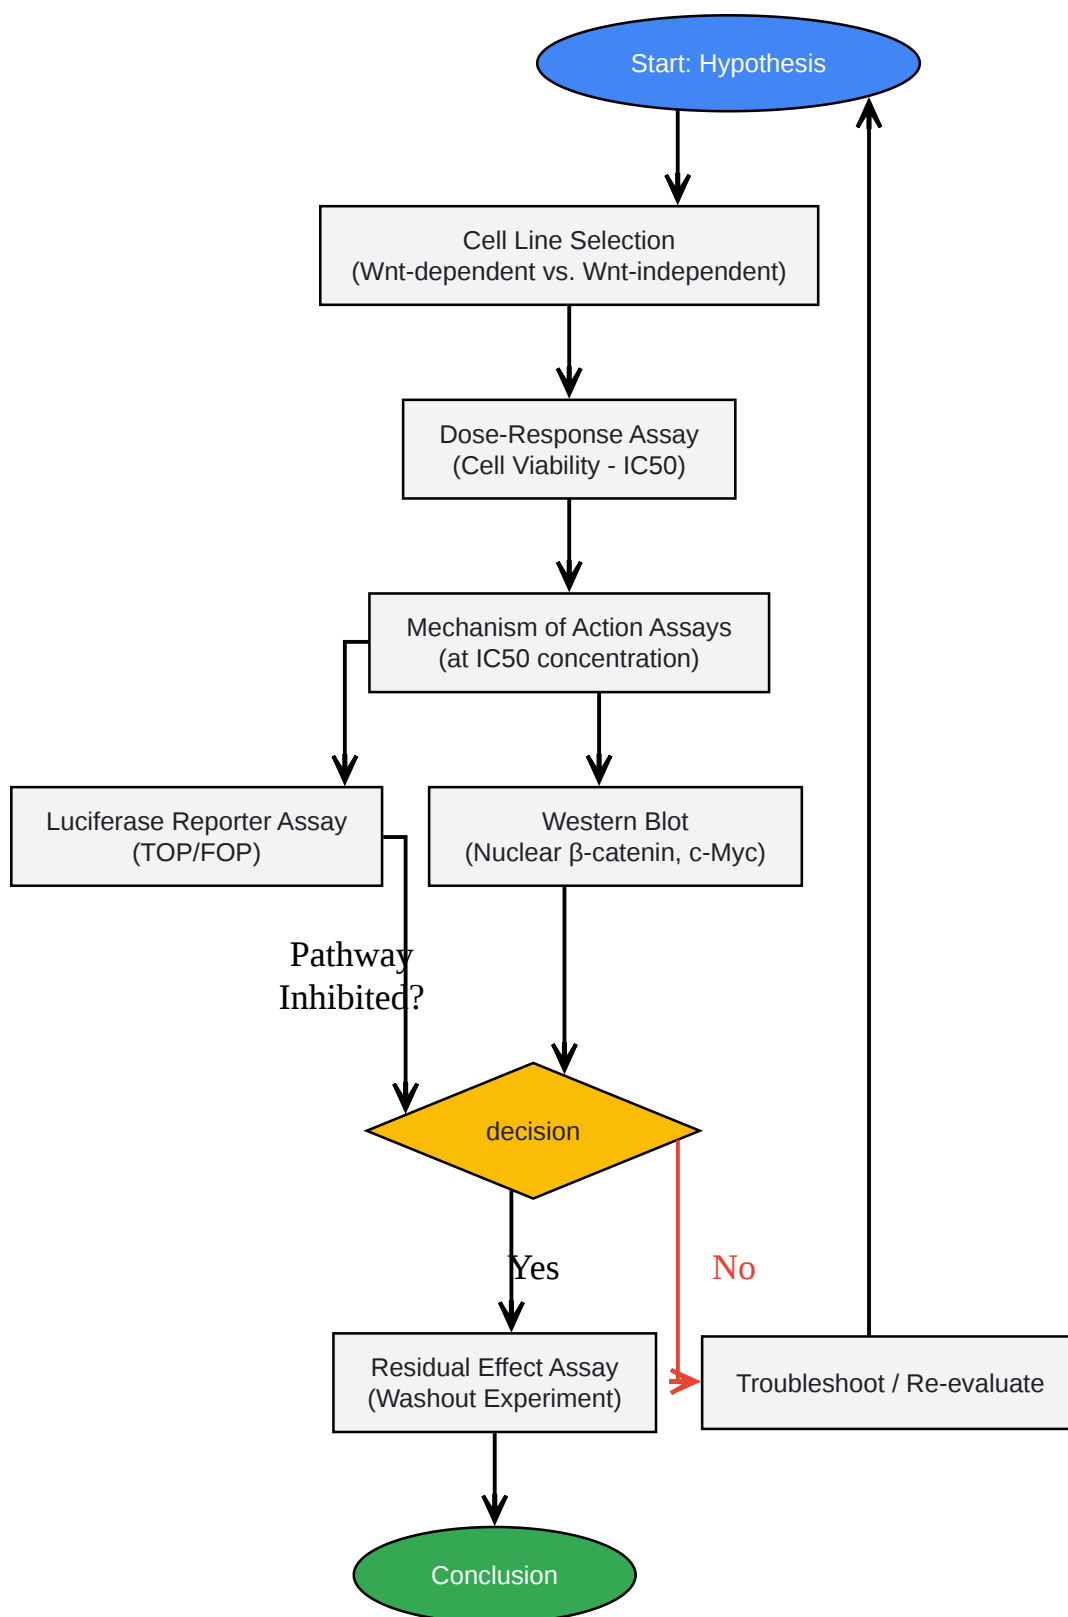 Start: Hypothesis
Cell Line Selection
(Wnt-dependent vs. Wnt-independent)
Dose-Response Assay
(Cell Viability - IC50)
Mechanism of Action Assays
(at IC50 concentration)
Luciferase Reporter Assay
(TOP/FOP)
Western Blot
(Nuclear β-catenin, c-Myc)
Pathway
Inhibited?
decision
Yes
No
Residual Effect Assay
(Washout Experiment)
Troubleshoot / Re-evaluate
Conclusion